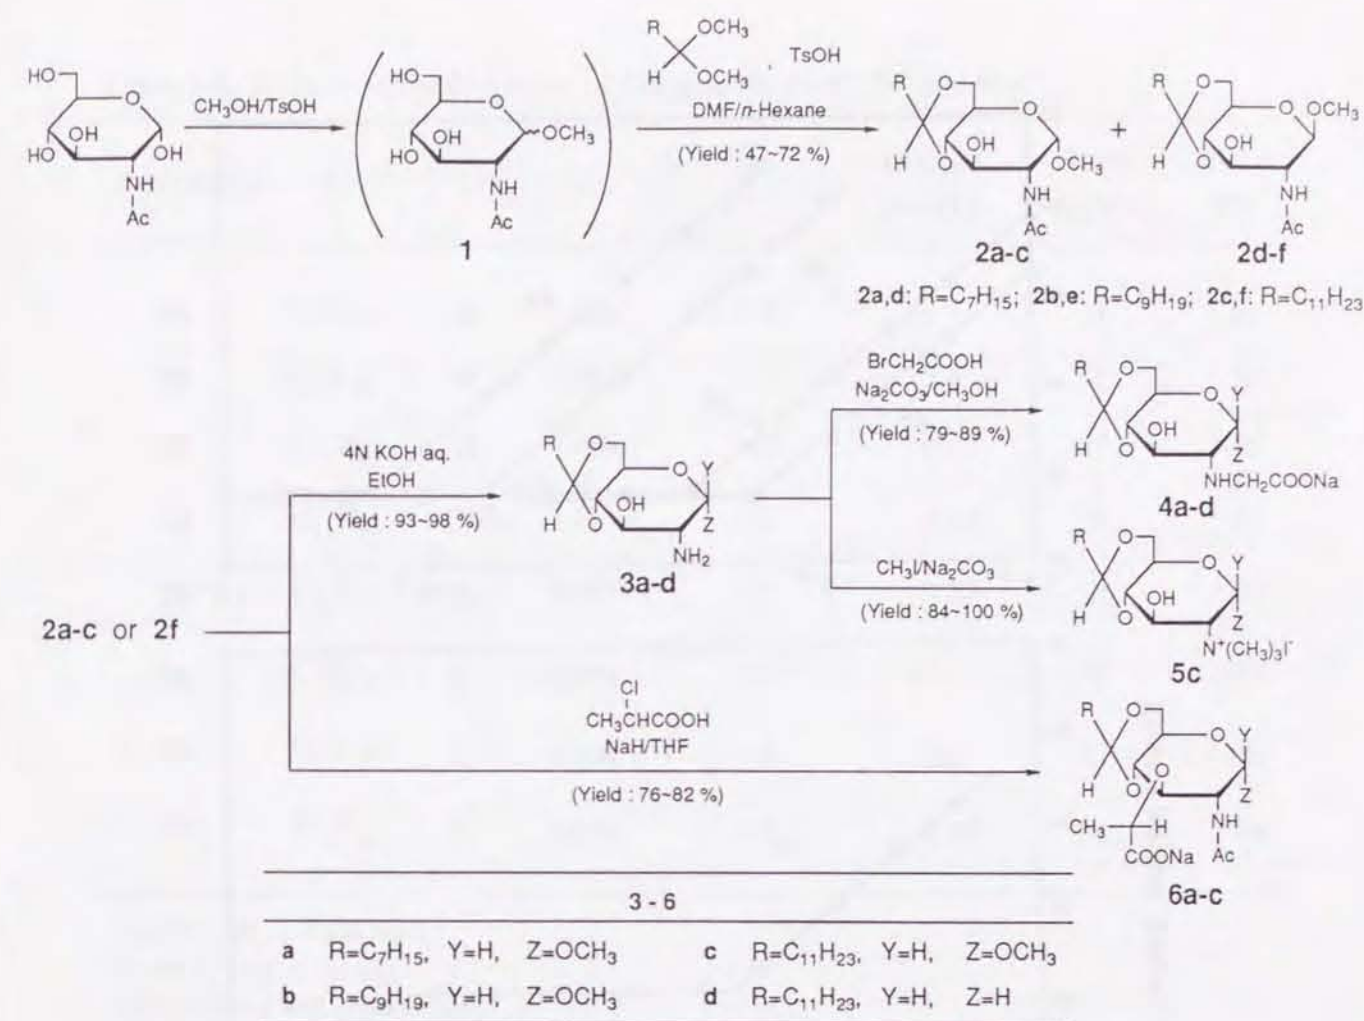 R OCH3
H OCH3 , TsOH
DMF/n-Hexane
(Yield : 47~72 %)
HO
O
OH
HO OH
NH
Ac
CH3OH/TsOH
HO
O
OH
HO OCH3
NH
Ac
1
R O
O
OH
H O OCH3
NH
Ac
2a-c
+
R O
O OCH3
OH
H O
NH
Ac
2d-f
2a,d: R=C7H15; 2b,e: R=C9H19; 2c,f: R=C11H23
2a-c or 2f
4N KOH aq.
EtOH
(Yield : 93~98 %)
R O
O Y
OH
H O Z
NH2
3a-d
BrCH2COOH
Na2CO3/CH3OH
(Yield : 79~89 %)
R O
O Y
OH
H O Z
NHCH2COONa
4a-d
CH3I/Na2CO3
(Yield : 84~100 %)
R O
O Y
OH
H O Z
N+(CH3)3I-
5c
Cl
CH3CHCOOH
NaH/THF
(Yield : 76~82 %)
R O
O Y
O
H O Z
CH3 H NH
COONa Ac
6a-c
3 - 6
a R=C7H15, Y=H, Z=OCH3 c R=C11H23, Y=H, Z=OCH3
b R=C9H19, Y=H, Z=OCH3 d R=C11H23, Y=H, Z=H